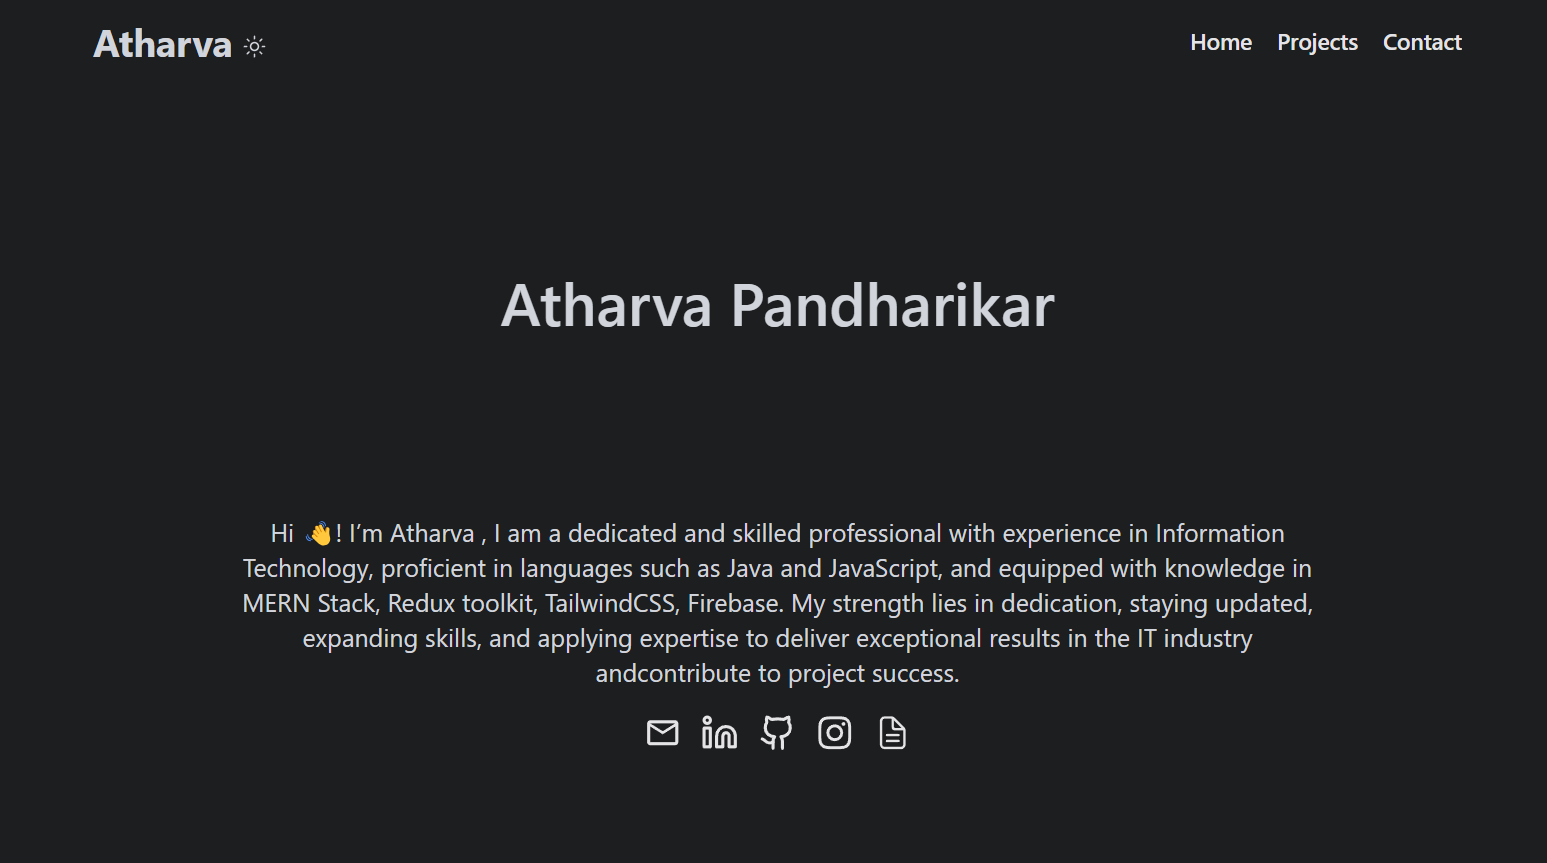 Atharva
Home Projects Contact
Atharva Pandharikar
Hi 👋! I’m Atharva , I am a dedicated and skilled professional with experience in Information
Technology, proficient in languages such as Java and JavaScript, and equipped with knowledge in
MERN Stack, Redux toolkit, TailwindCSS, Firebase. My strength lies in dedication, staying updated,
expanding skills, and applying expertise to deliver exceptional results in the IT industry
andcontribute to project success.